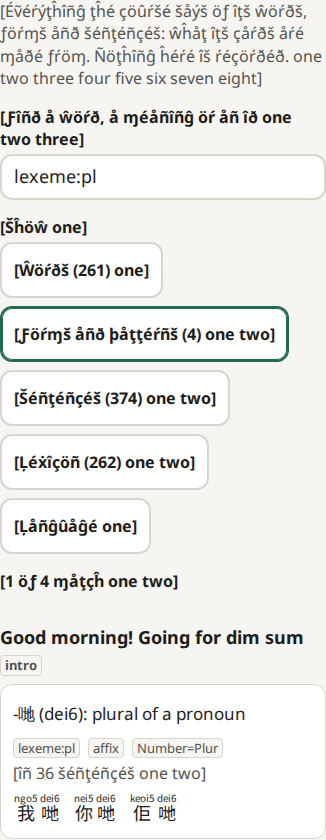 [Éṽéŕýţĥîñĝ ţĥé çöûŕšé šåýš öƒ îţš ŵöŕðš,
ƒöŕɱš åñð šéñţéñçéš: ŵĥåţ îţš çåŕðš åŕé
ɱåðé ƒŕöɱ. Ñöţĥîñĝ ĥéŕé îš ŕéçöŕðéð. one
two three four five six seven eight]
[Ƒîñð å ŵöŕð, å ɱéåñîñĝ öŕ åñ îð one
two three]
lexeme:pl
[Šĥöŵ one]
[Ŵöŕðš (261) one]
[Ƒöŕɱš åñð þåţţéŕñš (4) one two]
[Šéñţéñçéš (374) one two]
[Ļéẋîçöñ (262) one two]
[Ļåñĝûåĝé one]
[1 öƒ 4 ɱåţçĥ one two]
Good morning! Going for dim sum
intro
-哋 (dei6): plural of a pronoun
lexeme:pl affix Number=Plur
[îñ 36 šéñţéñçéš one two]
ngo5 dei6 nei5 dei6 keoi5 dei6
我 哋 你 哋 佢 哋